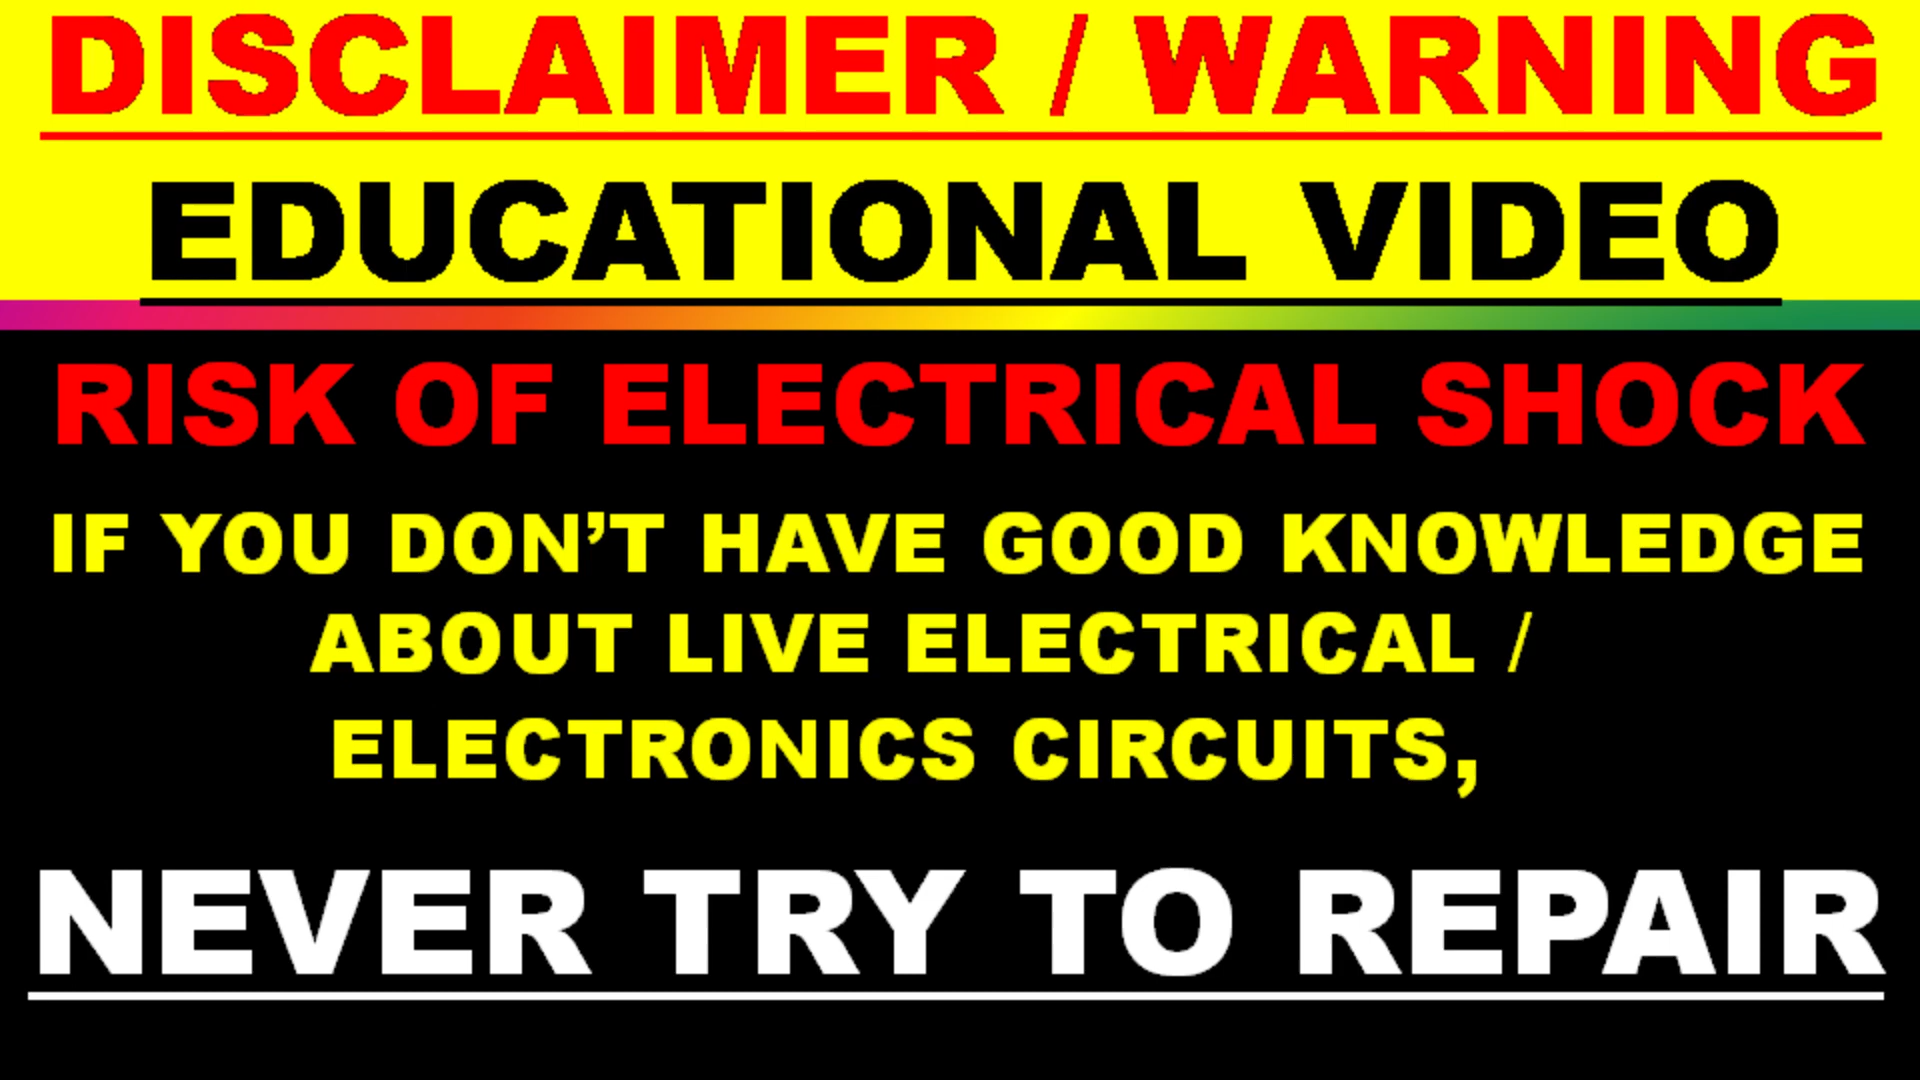 DISCLAIMER / WARNING
EDUCATIONAL VIDEO
RISK OF ELECTRICAL SHOCK
IF YOU DON’T HAVE GOOD KNOWLEDGE
ABOUT LIVE ELECTRICAL /
ELECTRONICS CIRCUITS,
NEVER TRY TO REPAIR